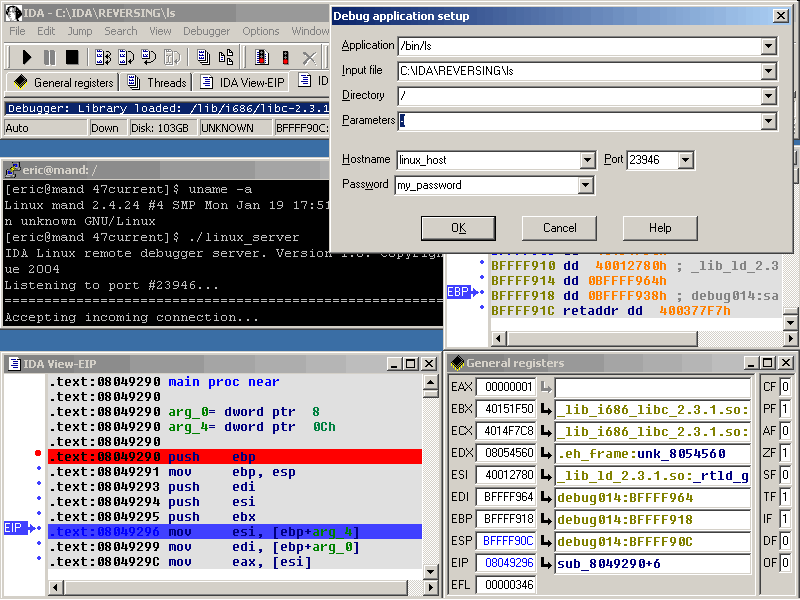 IDA - C:\IDA\REVERSING\ls
File Edit Jump Search View Debugger Options Window
General registers Threads IDA View-EIP ID
Debugger: Library loaded: /lib/i686/libc-2.3.1
Auto Down Disk: 103GB UNKNOWN BFFFF90C:
Debug application setup
Application /bin/ls
Input file C:\IDA\REVERSING\ls
Directory /
Parameters
Hostname linux_host Port 23946
Password my_password
OK Cancel Help
eric@mand: /
[eric@mand 47current]$ uname -a
Linux mand 2.4.24 #4 SMP Mon Jan 19 17:51
n unknown GNU/Linux
[eric@mand 47current]$ ./linux_server
IDA Linux remote debugger server. Version 1.0. Copyrigh
ue 2004
Listening to port #23946...
=========================================================
Accepting incoming connection...
BFFFF910 dd 40012780h ; _lib_ld_2.3
BFFFF914 dd 0BFFFF964h
EBP BFFFF918 dd 0BFFFF938h ; debug014:sa
BFFFF91C retaddr dd 400377F7h
IDA View-EIP
.text:08049290 main proc near
.text:08049290
.text:08049290 arg_0= dword ptr 8
.text:08049290 arg_4= dword ptr 0Ch
.text:08049290
.text:08049290 push ebp
.text:08049291 mov ebp, esp
.text:08049293 push edi
.text:08049294 push esi
.text:08049295 push ebx
EIP .text:08049296 mov esi, [ebp+arg_4]
.text:08049299 mov edi, [ebp+arg_0]
.text:0804929C mov eax, [esi]
General registers
EAX 00000001 CF 0
EBX 40151F50 _lib_i686_libc_2.3.1.so: PF 1
ECX 4014F7C8 _lib_i686_libc_2.3.1.so: AF 0
EDX 08054560 .eh_frame:unk_8054560 ZF 1
ESI 40012780 _lib_ld_2.3.1.so:_rtld_g SF 0
EDI BFFFF964 debug014:BFFFF964 TF 1
EBP BFFFF918 debug014:BFFFF918 IF 1
ESP BFFFF90C debug014:BFFFF90C DF 0
EIP 08049296 sub_8049290+6 OF 0
EFL 00000346